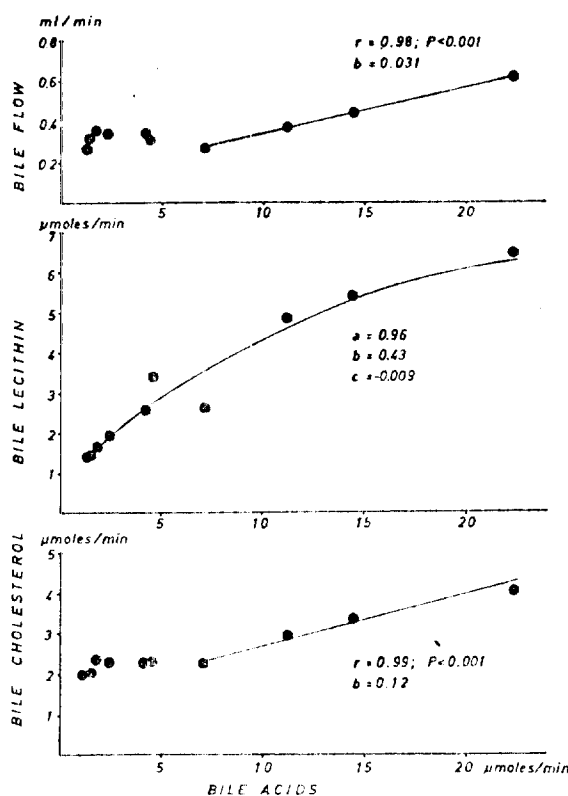 ml / min
0.8
0.6
0.4
0.2
BILE FLOW
r = 0.98; P<0.001
b = 0.031
5
10
15
20
μmoles/min
7
6
5
4
3
2
1
BILE LECITHIN
a = 0.96
b = 0.43
c = -0.009
5
10
15
20
μmoles/min
5
4
3
2
1
BILE CHOLESTEROL
r = 0.99; P<0.001
b = 0.12
5
10
15
20
μmoles/min
BILE ACIDS